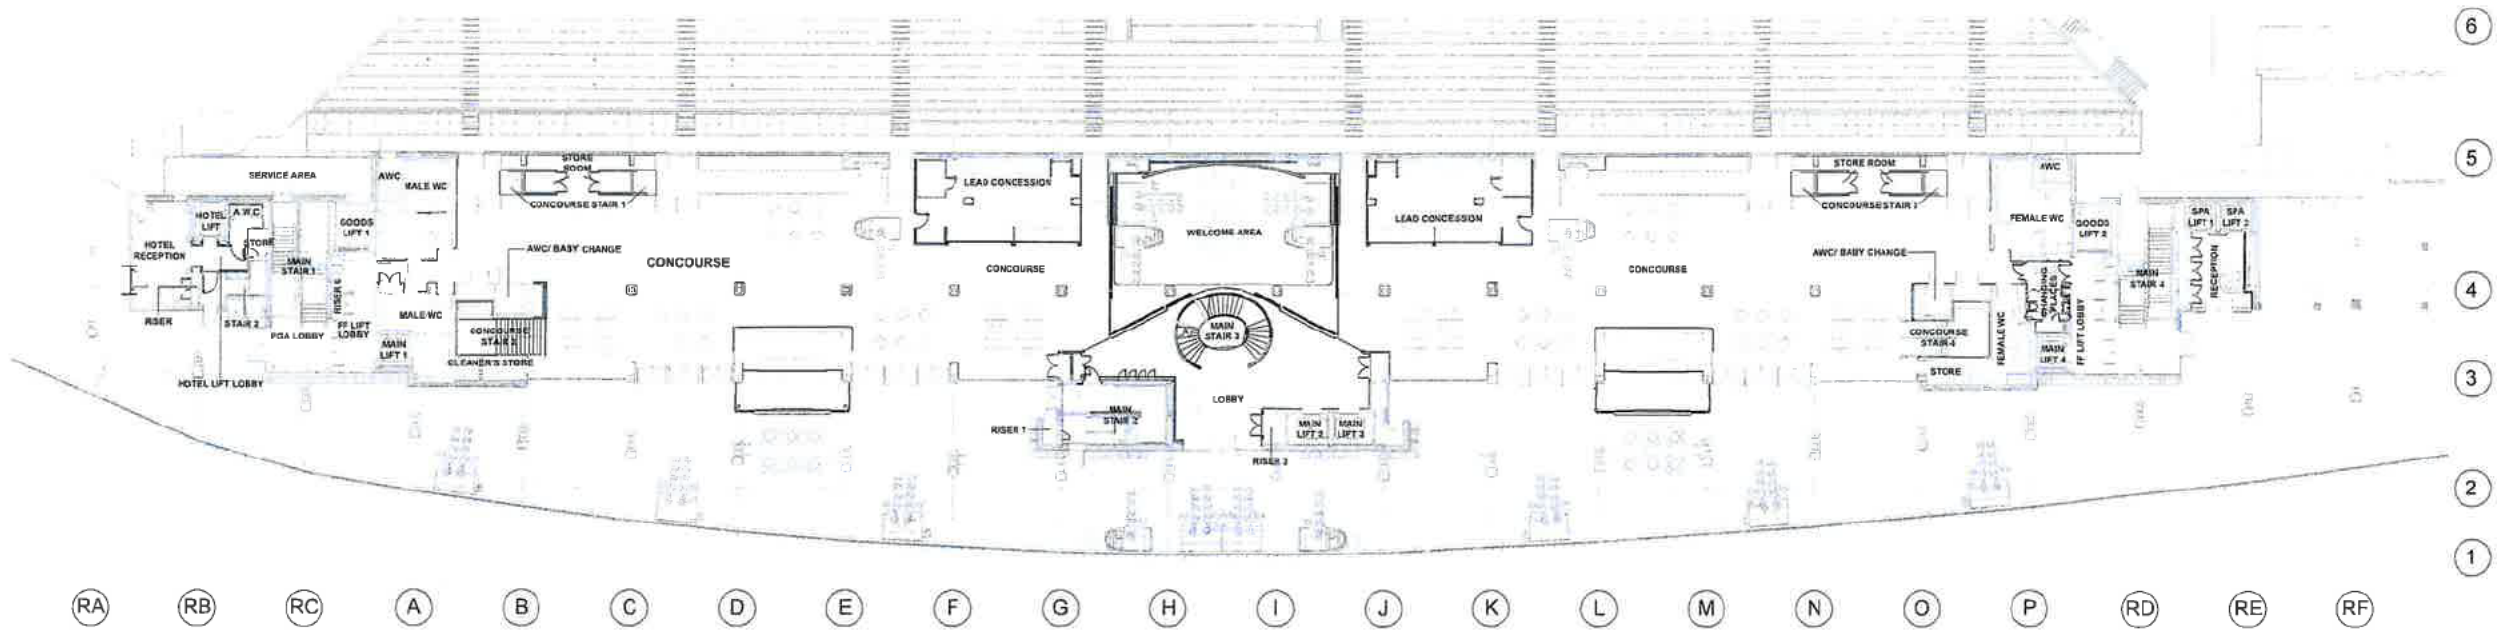 6
5
SERVICE AREA
AWC
MALE WC
STORE
ROOM
CONCOURSE STAIR 1
LEAD CONCESSION
WELCOME AREA
LEAD CONCESSION
STORE ROOM
CONCOURSE STAIR
AWC
FEMALE WC
HOTEL
LIFT
A.W.C
STORE
GOODS
LIFT 1
HOTEL
RECEPTION
MAIN
STAIR 1
AWC/ BABY CHANGE
CONCOURSE
CONCOURSE
CONCOURSE
AWC/ BABY CHANGE
GOODS
LIFT 2
SPA
LIFT 1
SPA
LIFT 2
RECEPTION
MAIN
STAIR 4
CHANGING
PLACES
4
RISER
STAIR 2
RISER 6
PGA LOBBY
FF LIFT
LOBBY
MALE WC
MAIN
LIFT 1
CONCOURSE
STAIR
CLEANER'S STORE
HOTEL LIFT LOBBY
MAIN
STAIR 3
CONCOURSE
STAIR 4
STORE
FEMALE WC
MAIN
LIFT 4
FF LIFT LOBBY
3
LOBBY
MAIN
STAIR 2
RISER 1
MAIN
LIFT 2
MAIN
LIFT 3
RISER 2
2
1
RA
RB
RC
A
B
C
D
E
F
G
H
I
J
K
L
M
N
O
P
RD
RE
RF